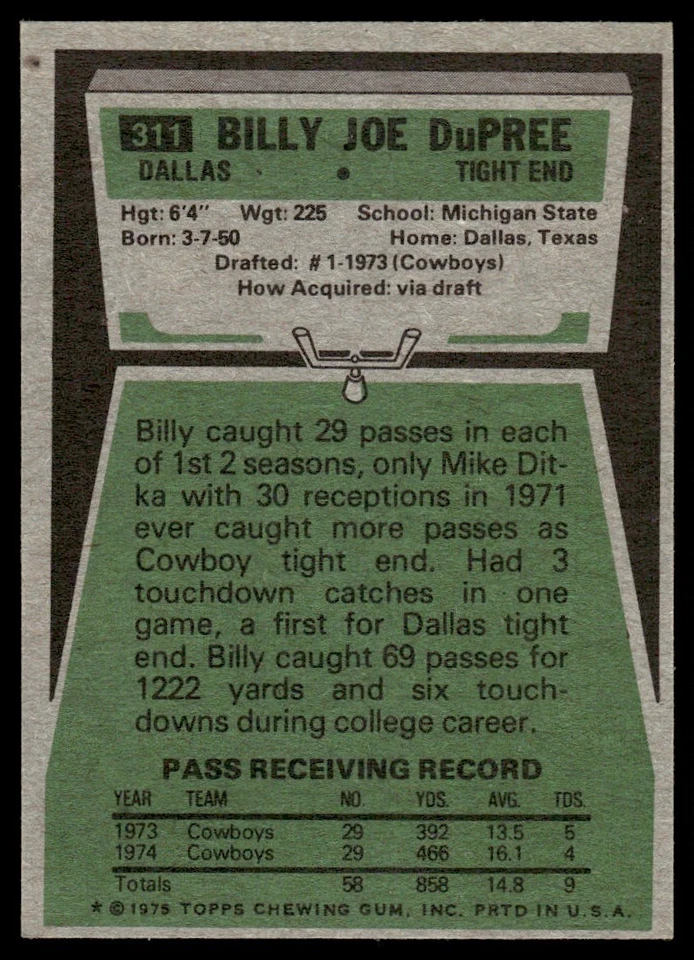 311 BILLY JOE DuPREE
DALLAS • TIGHT END
Hgt: 6'4" Wgt: 225 School: Michigan State
Born: 3-7-50 Home: Dallas, Texas
Drafted: #1-1973 (Cowboys)
How Acquired: via draft
Billy caught 29 passes in each
of 1st 2 seasons, only Mike Dit-
ka with 30 receptions in 1971
ever caught more passes as
Cowboy tight end. Had 3
touchdown catches in one
game, a first for Dallas tight
end. Billy caught 69 passes for
1222 yards and six touch-
downs during college career.
PASS RECEIVING RECORD
YEAR TEAM NO. YDS. AVG. TDS.
1973 Cowboys 29 392 13.5 5
1974 Cowboys 29 466 16.1 4
Totals 58 858 14.8 9
* © 1975 TOPPS CHEWING GUM, INC. PRTD IN U.S.A.